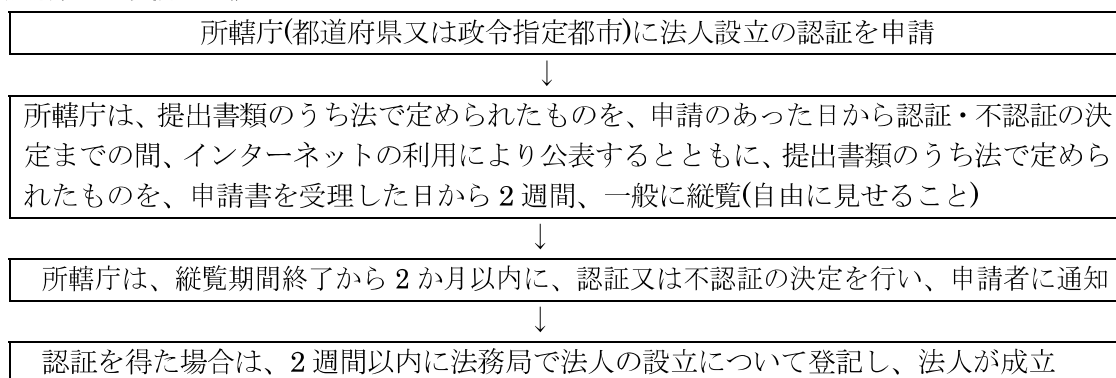 所轄庁(都道府県又は政令指定都市)に法人設立の認証を申請
↓
所轄庁は、提出書類のうち法で定められたものを、申請のあった日から認証・不認証の決
定までの間、インターネットの利用により公表するとともに、提出書類のうち法で定めら
れたものを、申請書を受理した日から 2 週間、一般に縦覧(自由に見せること)
↓
所轄庁は、縦覧期間終了から 2 か月以内に、認証又は不認証の決定を行い、申請者に通知
↓
認証を得た場合は、2 週間以内に法務局で法人の設立について登記し、法人が成立